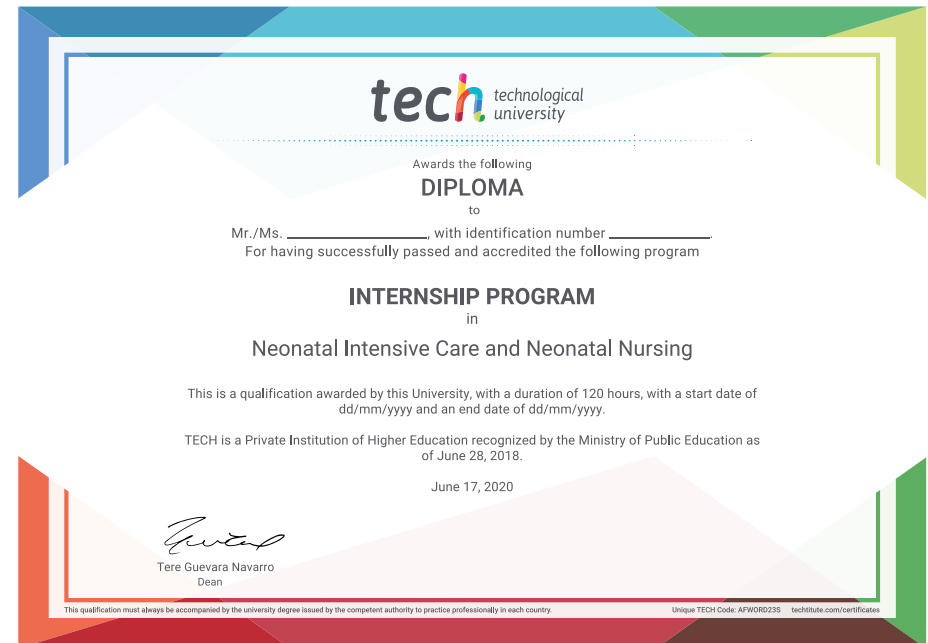 tech technological
university
Awards the following
DIPLOMA
to
Mr./Ms. ____________________, with identification number ______________.
For having successfully passed and accredited the following program
INTERNSHIP PROGRAM
in
Neonatal Intensive Care and Neonatal Nursing
This is a qualification awarded by this University, with a duration of 120 hours, with a start date of
dd/mm/yyyy and an end date of dd/mm/yyyy.
TECH is a Private Institution of Higher Education recognized by the Ministry of Public Education as
of June 28, 2018.
June 17, 2020
Tere Guevara Navarro
Dean
This qualification must always be accompanied by the university degree issued by the competent authority to practice professionally in each country.
Unique TECH Code: AFWORD23S techtitute.com/certificates